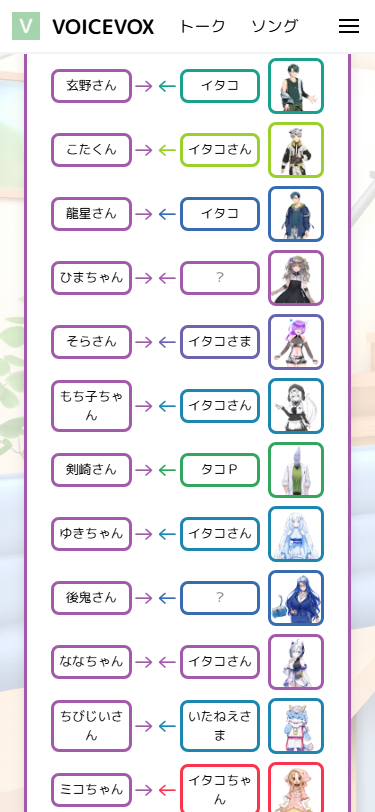 V VOICEVOX トーク ソング
玄野さん イタコ
こたくん イタコさん
龍星さん イタコ
ひまちゃん ？
そらさん イタコさま
もち子ちゃ
ん イタコさん
剣崎さん タコＰ
ゆきちゃん イタコさん
後鬼さん ？
ななちゃん イタコさん
ちびじいさ
ん いたねえさ
ま
ミコちゃん イタコちゃ
ん